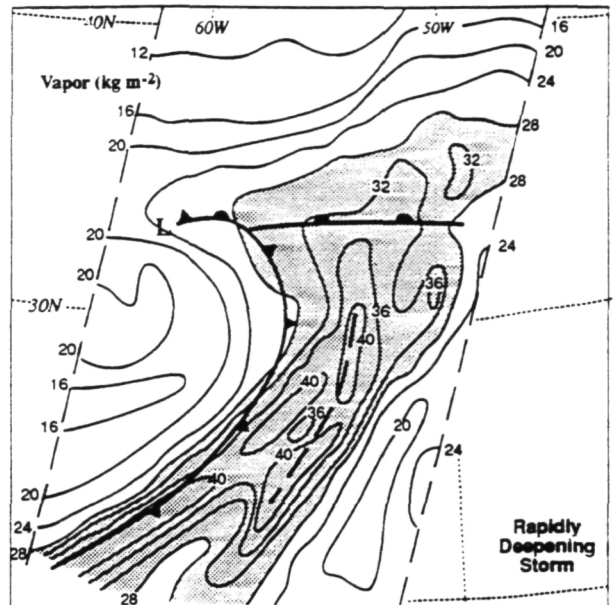 40N 60W 50W 16
12 20
Vapor (kg m-2) 24
16
20 28
32
32
28
L
20 24
20
30N 36 36
40
20
16 40
36
16 20
40 24
20 40
24
28
28
Rapidly
Deepening
Storm